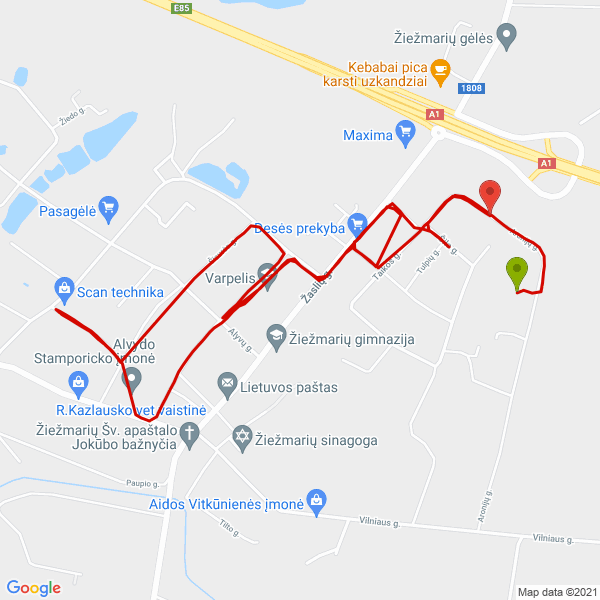 E85
Žiežmarių gėlės
Kebabai pica
karsti uzkandziai
1808
A1
Žiedo g.
Maxima
A1
Pasagėlė
Desės prekyba
Aronijų g.
Taikos g.
Tulpių g.
g.
Varpelis
Žaslių g.
Scan technika
Alyvų g.
Žiežmarių gimnazija
Alvydo
Stamporicko įmonė
Lietuvos paštas
R.Kazlausko vet.vaistinė
Žiežmarių Šv. apaštalo
Jokūbo bažnyčia
Žiežmarių sinagoga
Paupio g.
Aidos Vitkūnienės įmonė
Aronijų g.
Tilto g.
Vilniaus g.
Vilniaus g.
Google
Map data ©2021